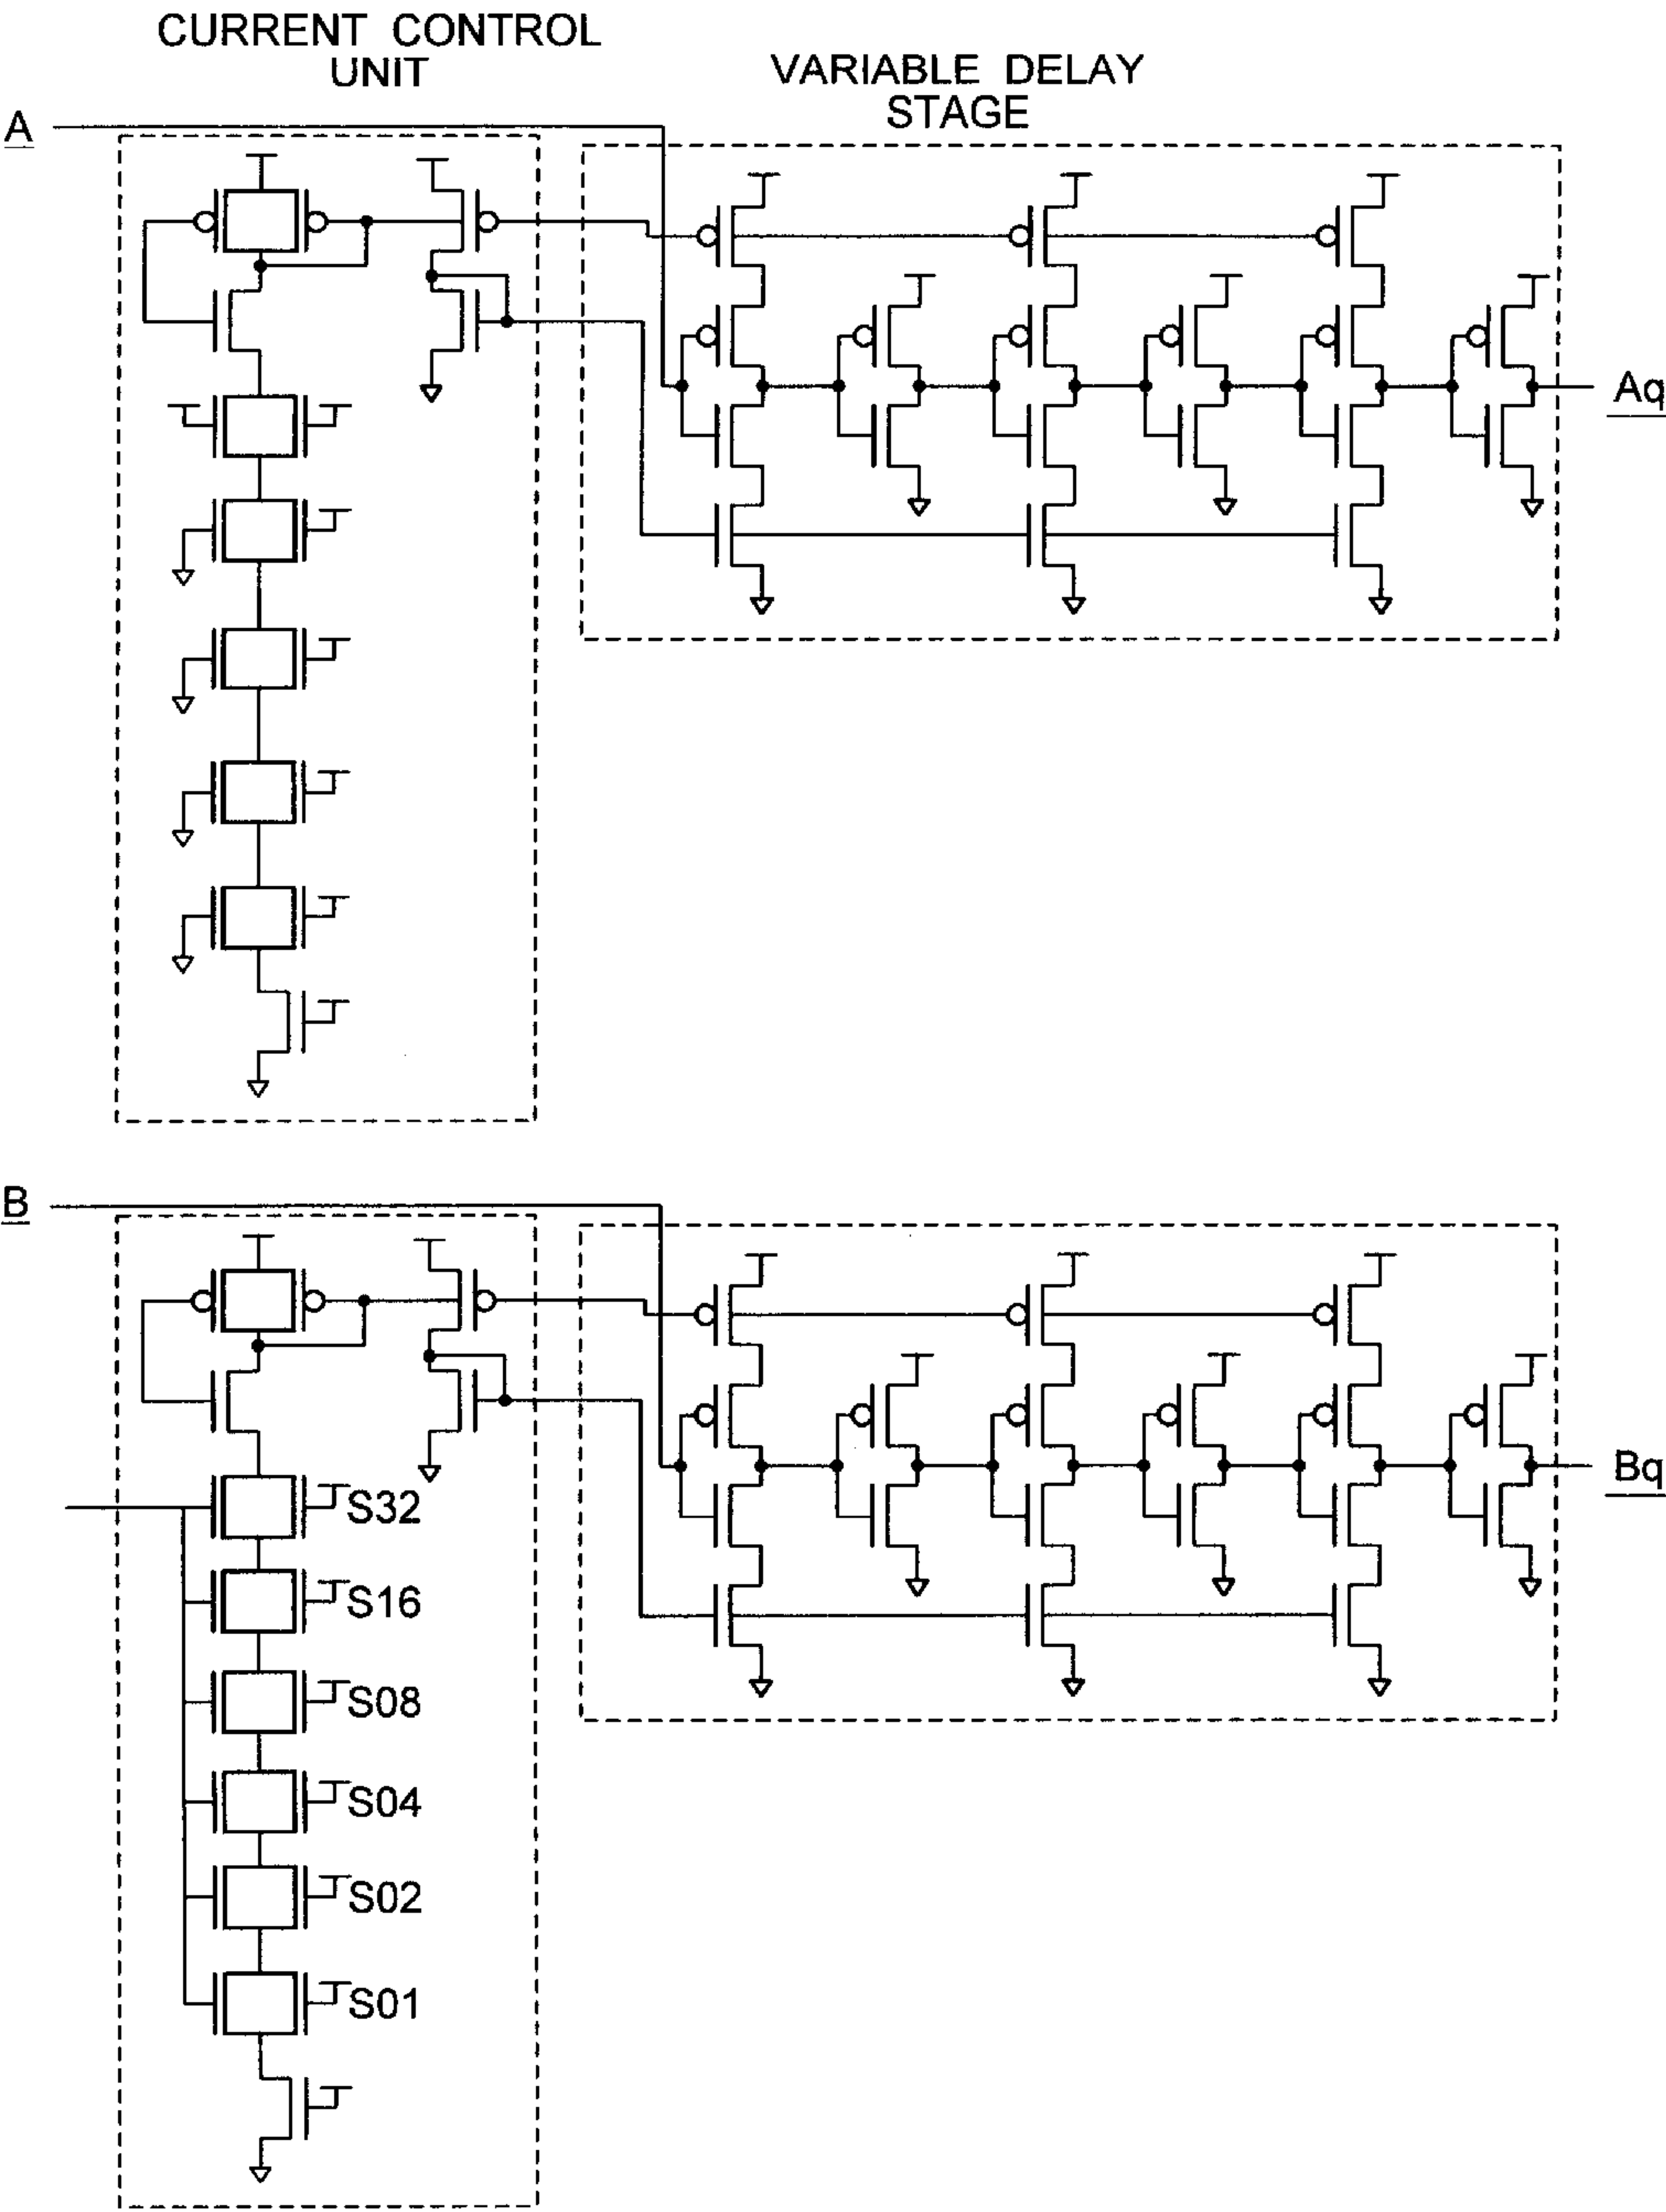 CURRENT CONTROL
UNIT
VARIABLE DELAY
STAGE
A
Aq
B
Bq
S32
S16
S08
S04
S02
S01